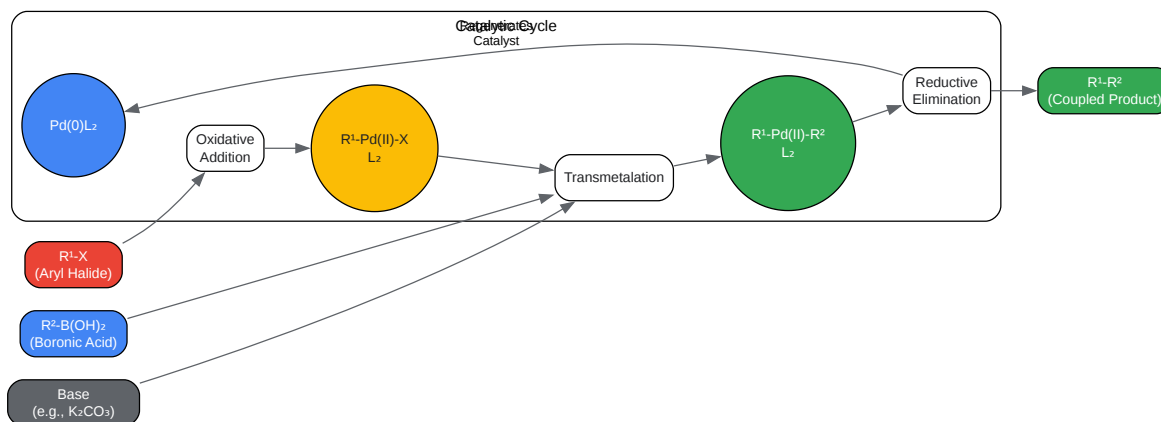 Catalytic Cycle
Regenerates
Catalyst
Pd(0)L₂
Oxidative
Addition
R¹-Pd(II)-X
L₂
Transmetalation
R¹-Pd(II)-R²
L₂
Reductive
Elimination
R¹-R²
(Coupled Product)
R¹-X
(Aryl Halide)
R²-B(OH)₂
(Boronic Acid)
Base
(e.g., K₂CO₃)